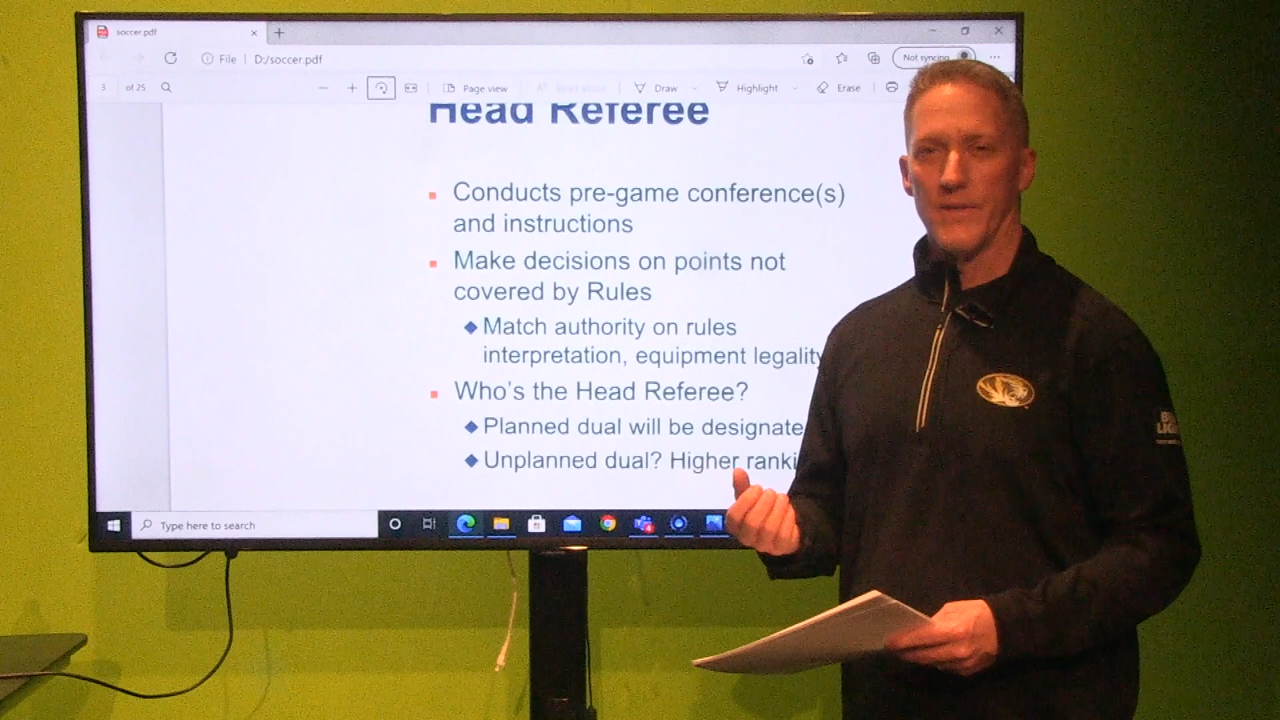 soccer.pdf
Not syncing
File | D:/soccer.pdf
3 of 25 Page view Read aloud Draw Highlight Erase
Head Referee
Conducts pre-game conference(s)
and instructions
Make decisions on points not
covered by Rules
Match authority on rules
interpretation, equipment legality
Who's the Head Referee?
Planned dual will be designate
Unplanned dual? Higher ranki
Type here to search